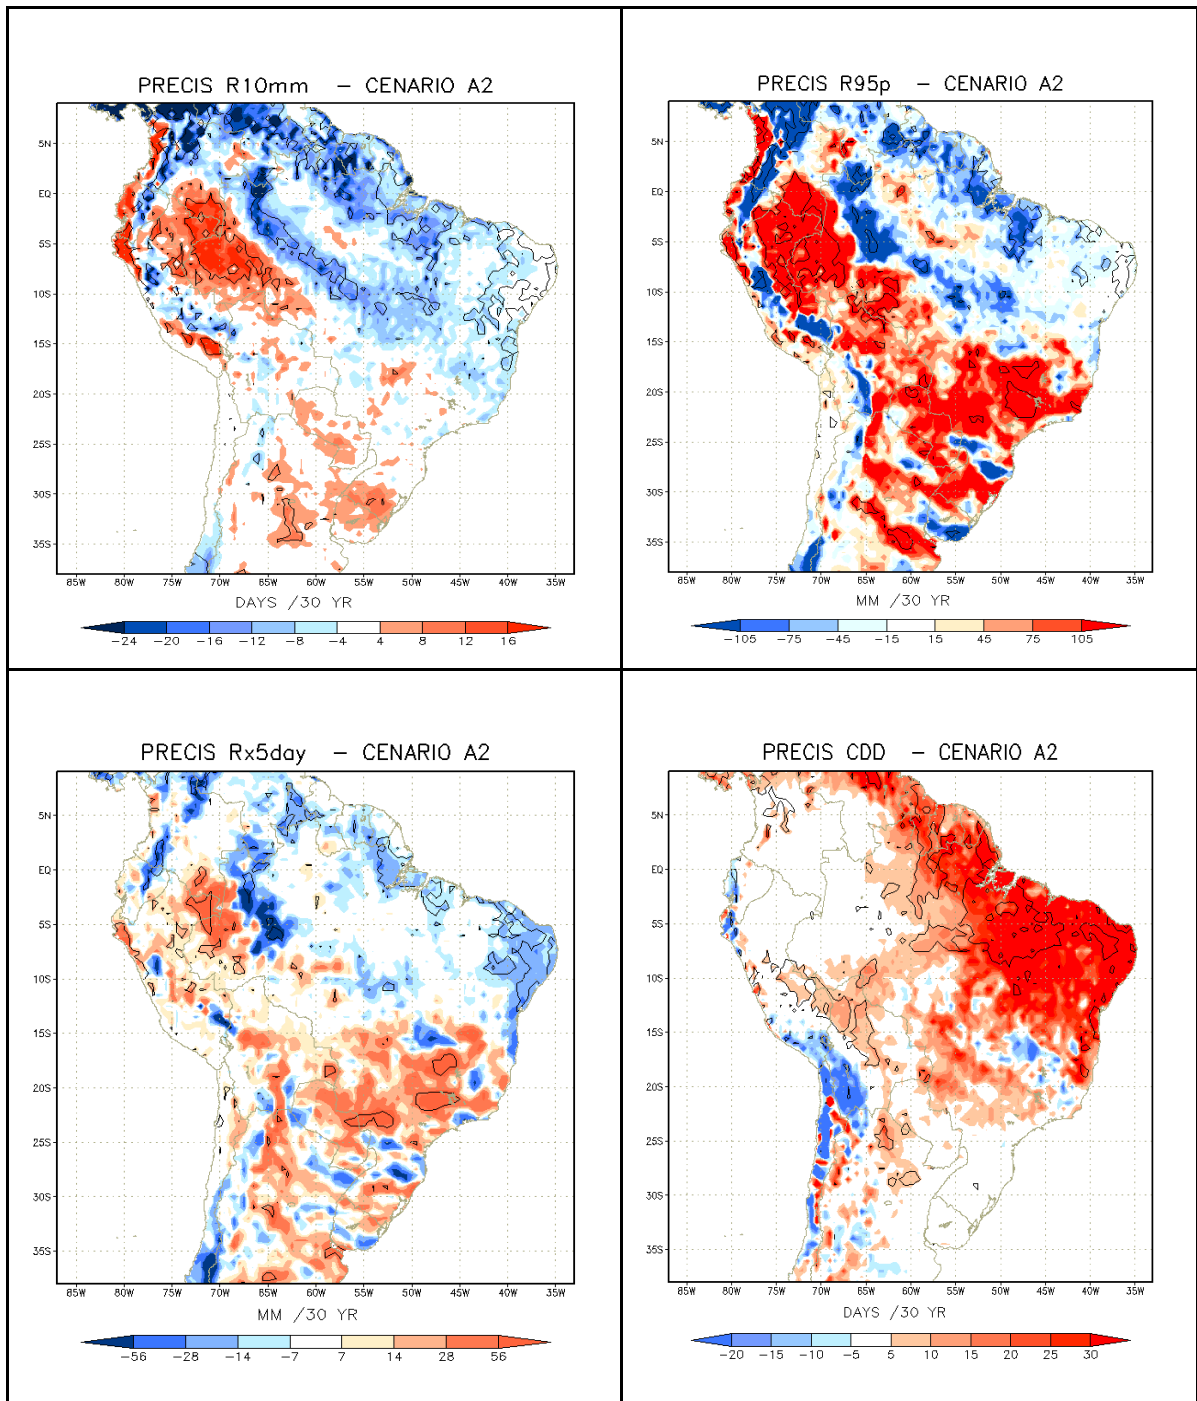 PRECIS R10mm – CENARIO A2
5N
EQ
5S
10S
15S
20S
25S
30S
35S
85W 80W 75W 70W 65W 60W 55W 50W 45W 40W 35W
DAYS /30 YR
−24 −20 −16 −12 −8 −4 4 8 12 16
PRECIS R95p – CENARIO A2
5N
EQ
5S
10S
15S
20S
25S
30S
35S
85W 80W 75W 70W 65W 60W 55W 50W 45W 40W 35W
MM /30 YR
−105 −75 −45 −15 15 45 75 105
PRECIS Rx5day – CENARIO A2
5N
EQ
5S
10S
15S
20S
25S
30S
35S
85W 80W 75W 70W 65W 60W 55W 50W 45W 40W 35W
MM /30 YR
−56 −28 −14 −7 7 14 28 56
PRECIS CDD – CENARIO A2
5N
EQ
5S
10S
15S
20S
25S
30S
35S
85W 80W 75W 70W 65W 60W 55W 50W 45W 40W 35W
DAYS /30 YR
−20 −15 −10 −5 5 10 15 20 25 30